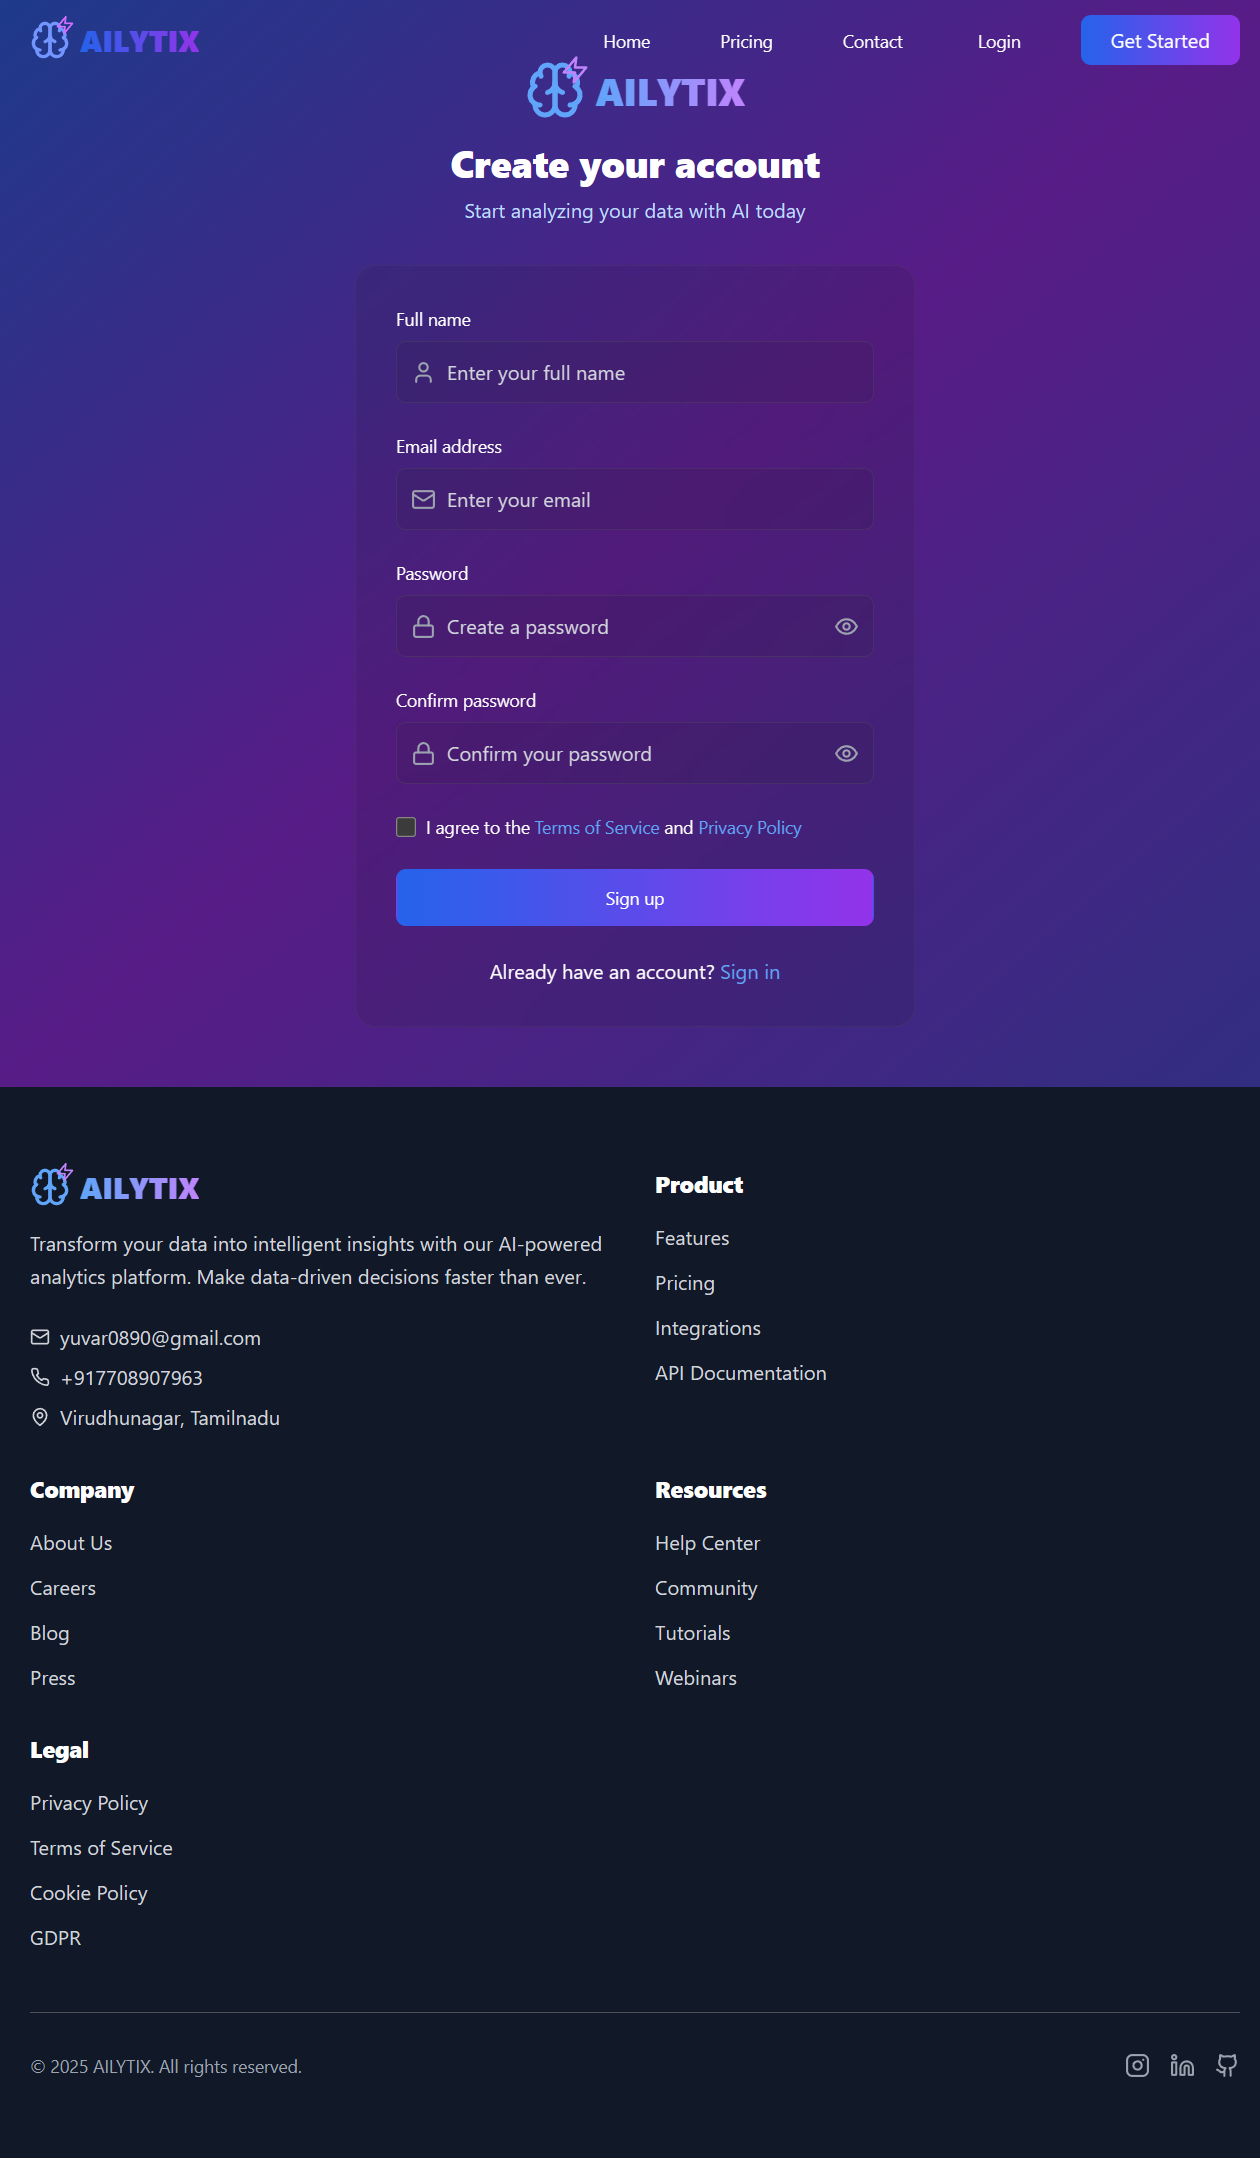 AILYTIX
Home
Pricing
Contact
Login
Get Started
AILYTIX
Create your account
Start analyzing your data with AI today
Full name
Enter your full name
Email address
Enter your email
Password
Create a password
Confirm password
Confirm your password
I agree to the Terms of Service and Privacy Policy
Sign up
Already have an account? Sign in
AILYTIX
Transform your data into intelligent insights with our AI-powered
analytics platform. Make data-driven decisions faster than ever.
yuvar0890@gmail.com
+917708907963
Virudhunagar, Tamilnadu
Product
Features
Pricing
Integrations
API Documentation
Company
About Us
Careers
Blog
Press
Resources
Help Center
Community
Tutorials
Webinars
Legal
Privacy Policy
Terms of Service
Cookie Policy
GDPR
© 2025 AILYTIX. All rights reserved.